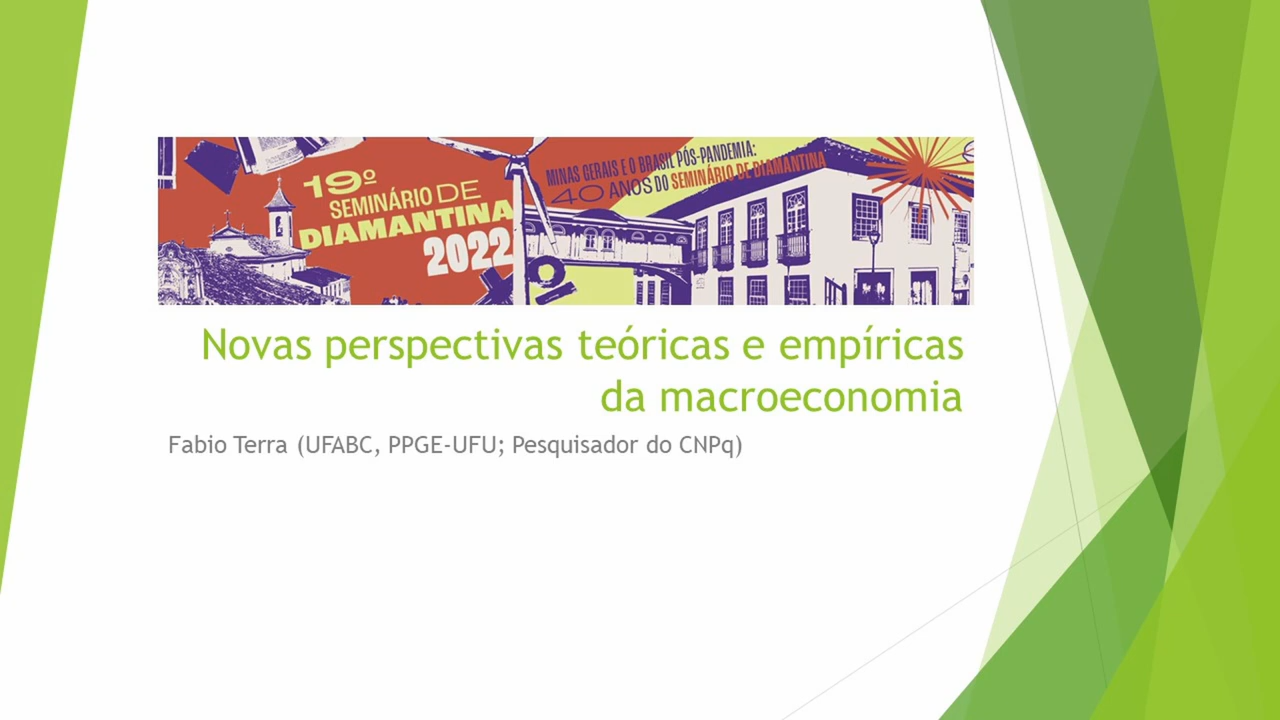 19º
SEMINÁRIO DE
DIAMANTINA
2022
MINAS GERAIS E O BRASIL PÓS-PANDEMIA:
40 ANOS DO SEMINÁRIO DE DIAMANTINA
Novas perspectivas teóricas e empíricas
da macroeconomia
Fabio Terra (UFABC, PPGE-UFU; Pesquisador do CNPq)